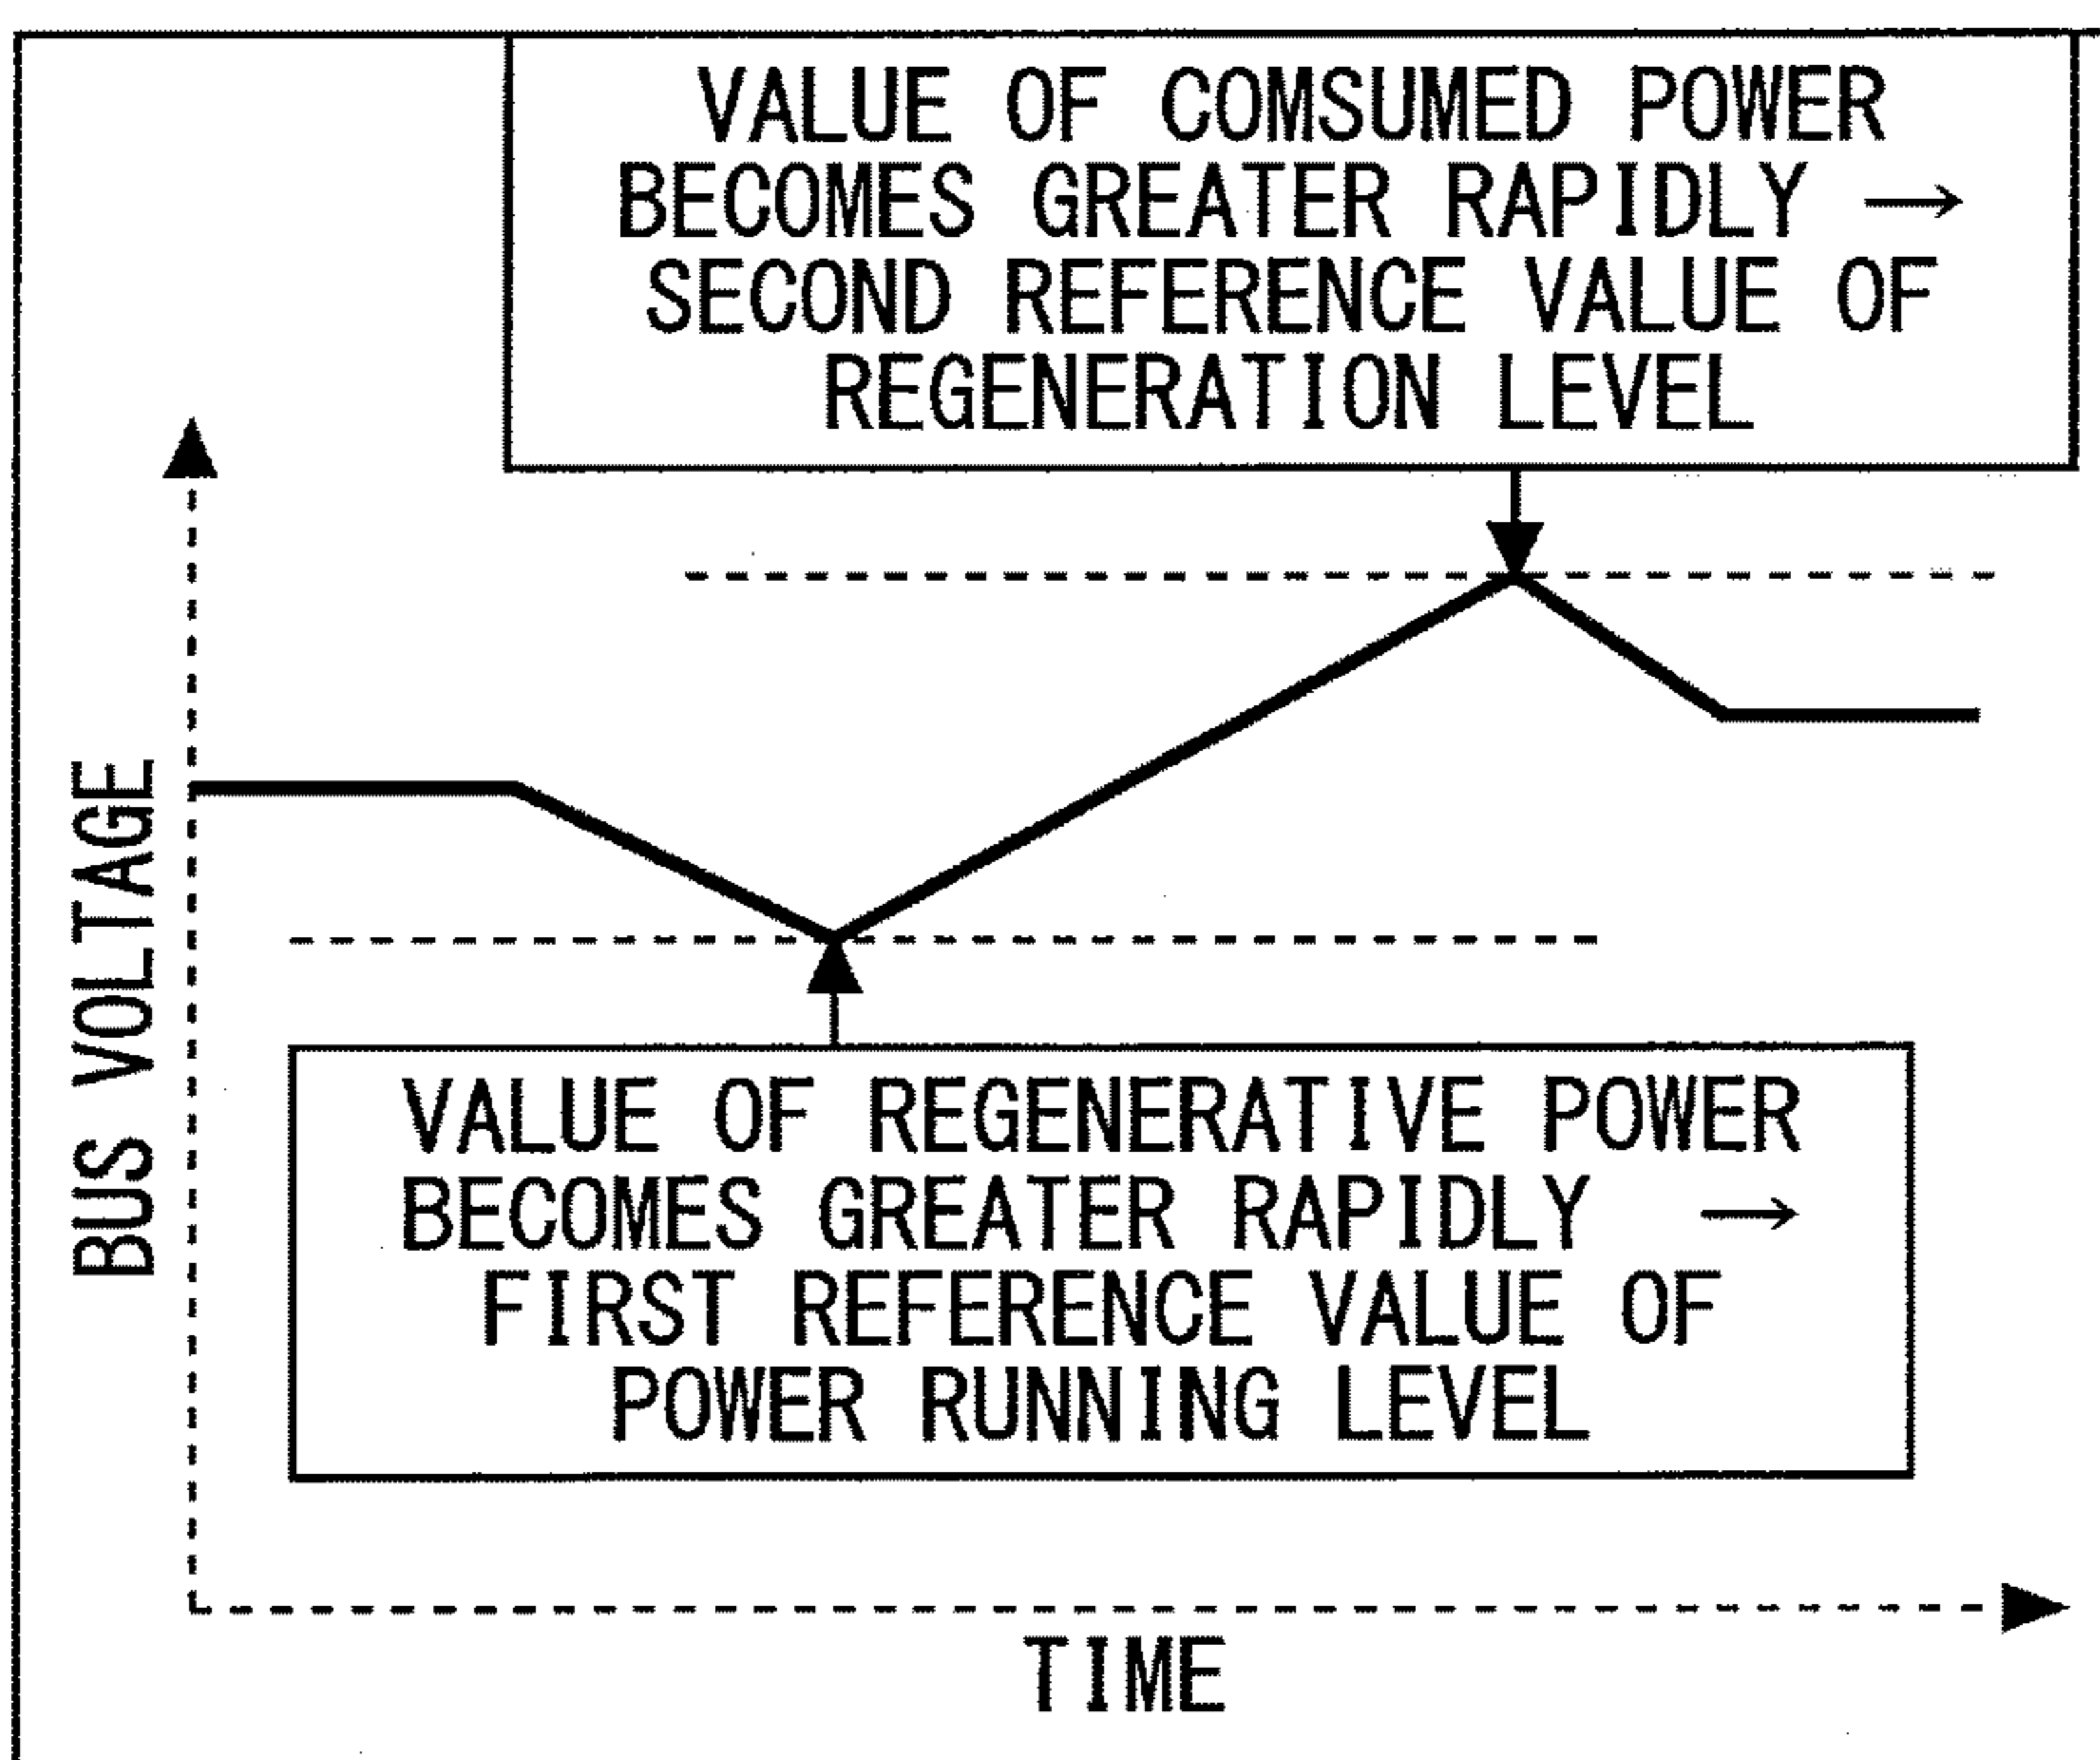 VALUE OF COMSUMED POWER
BECOMES GREATER RAPIDLY →
SECOND REFERENCE VALUE OF
REGENERATION LEVEL
BUS VOLTAGE
VALUE OF REGENERATIVE POWER
BECOMES GREATER RAPIDLY →
FIRST REFERENCE VALUE OF
POWER RUNNING LEVEL
TIME